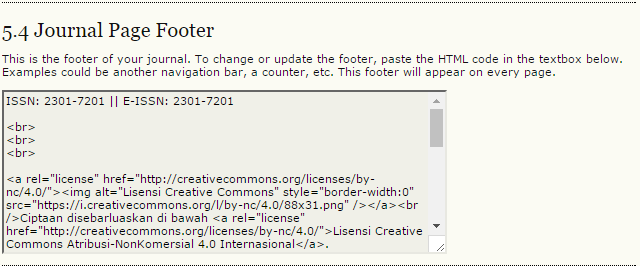 5.4 Journal Page Footer
This is the footer of your journal. To change or update the footer, paste the HTML code in the textbox below.
Examples could be another navigation bar, a counter, etc. This footer will appear on every page.
ISSN: 2301-7201 || E-ISSN: 2301-7201
<br>
<br>
<br>
<a rel="license" href="http://creativecommons.org/licenses/by-
nc/4.0/"><img alt="Lisensi Creative Commons" style="border-width:0"
src="https://i.creativecommons.org/l/by-nc/4.0/88x31.png" /></a><br
/>Ciptaan disebarluaskan di bawah <a rel="license"
href="http://creativecommons.org/licenses/by-nc/4.0/">Lisensi Creative
Commons Atribusi-NonKomersial 4.0 Internasional</a>.